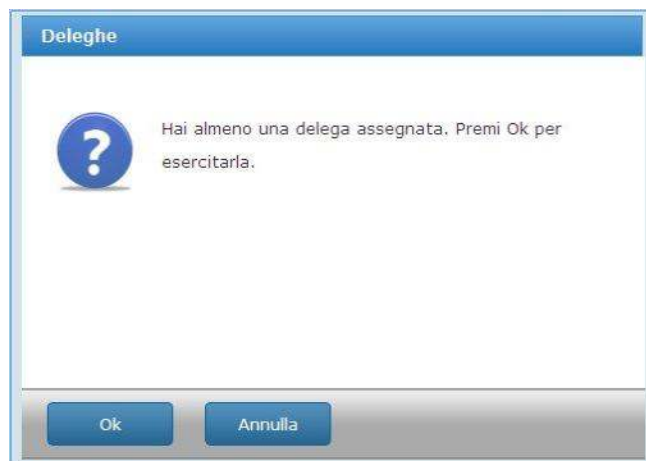 Deleghe
Hai almeno una delega assegnata. Premi Ok per
esercitarla.
Ok
Annulla